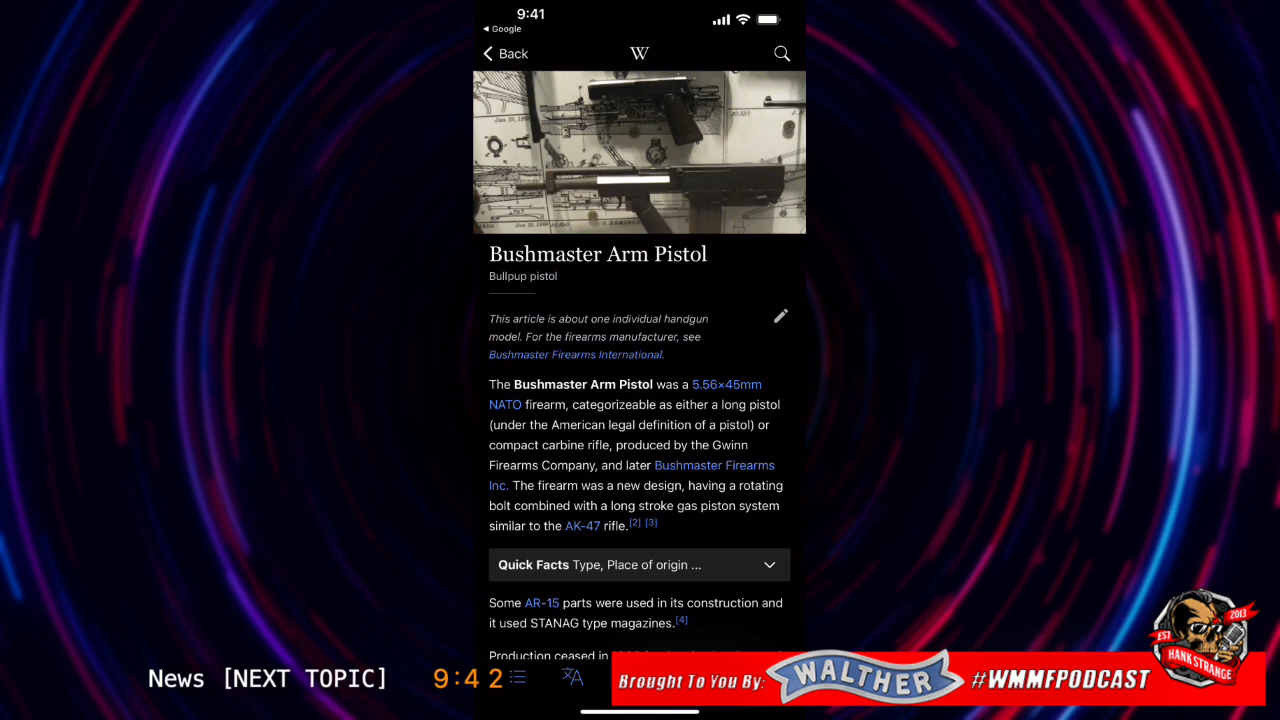 9:41
Google
Back
W
Jan 19, 19
Bushmaster Arm Pistol
Bullpup pistol
This article is about one individual handgun
model. For the firearms manufacturer, see
Bushmaster Firearms International.
The Bushmaster Arm Pistol was a 5.56×45mm
NATO firearm, categorizeable as either a long pistol
(under the American legal definition of a pistol) or
compact carbine rifle, produced by the Gwinn
Firearms Company, and later Bushmaster Firearms
Inc. The firearm was a new design, having a rotating
bolt combined with a long stroke gas piston system
similar to the AK-47 rifle.[2] [3]
Quick Facts Type, Place of origin ...
Some AR-15 parts were used in its construction and
it used STANAG type magazines.[4]
Production ceased in
News [NEXT TOPIC] 9:42
Brought To You By: WALTHER #WMMFPODCAST
EST 2013
HANK STRANGE